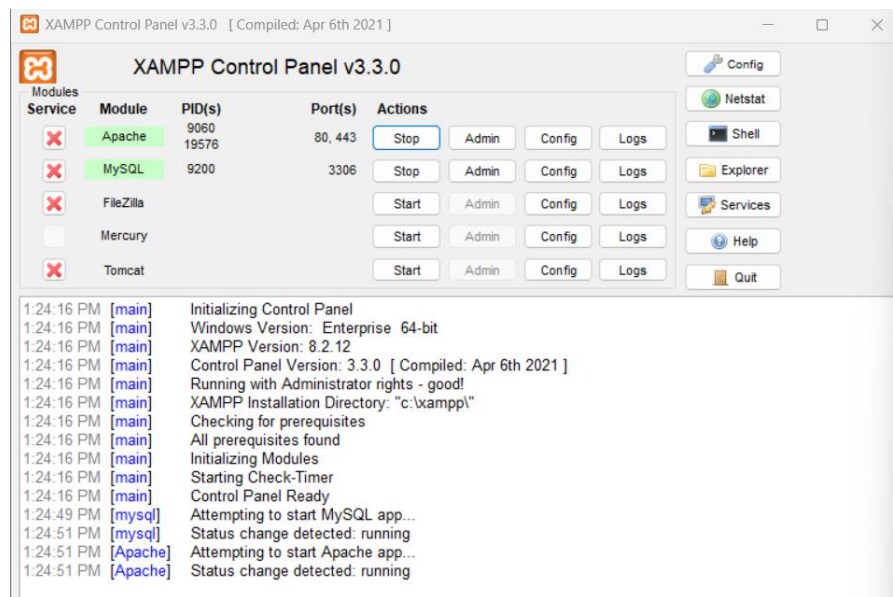 XAMPP Control Panel v3.3.0 [ Compiled: Apr 6th 2021 ]
XAMPP Control Panel v3.3.0
Config
Modules
Service Module PID(s) Port(s) Actions
Netstat
Apache 9060 19576 80, 443 Stop Admin Config Logs
Shell
MySQL 9200 3306 Stop Admin Config Logs
Explorer
FileZilla Start Admin Config Logs
Services
Mercury Start Admin Config Logs
Help
Tomcat Start Admin Config Logs
Quit
1:24:16 PM [main] Initializing Control Panel
1:24:16 PM [main] Windows Version: Enterprise 64-bit
1:24:16 PM [main] XAMPP Version: 8.2.12
1:24:16 PM [main] Control Panel Version: 3.3.0 [ Compiled: Apr 6th 2021 ]
1:24:16 PM [main] Running with Administrator rights - good!
1:24:16 PM [main] XAMPP Installation Directory: "c:\xampp\"
1:24:16 PM [main] Checking for prerequisites
1:24:16 PM [main] All prerequisites found
1:24:16 PM [main] Initializing Modules
1:24:16 PM [main] Starting Check-Timer
1:24:16 PM [main] Control Panel Ready
1:24:49 PM [mysql] Attempting to start MySQL app...
1:24:51 PM [mysql] Status change detected: running
1:24:51 PM [Apache] Attempting to start Apache app...
1:24:51 PM [Apache] Status change detected: running